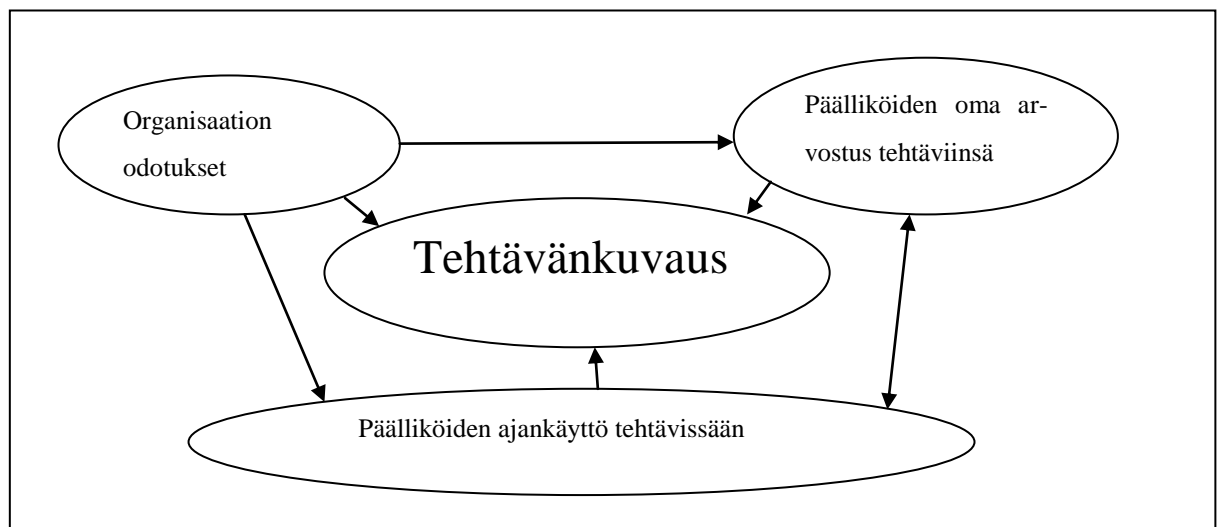 Organisaation
odotukset
Päälliköiden oma ar-
vostus tehtäviinsä
Tehtävänkuvaus
Päälliköiden ajankäyttö tehtävissään